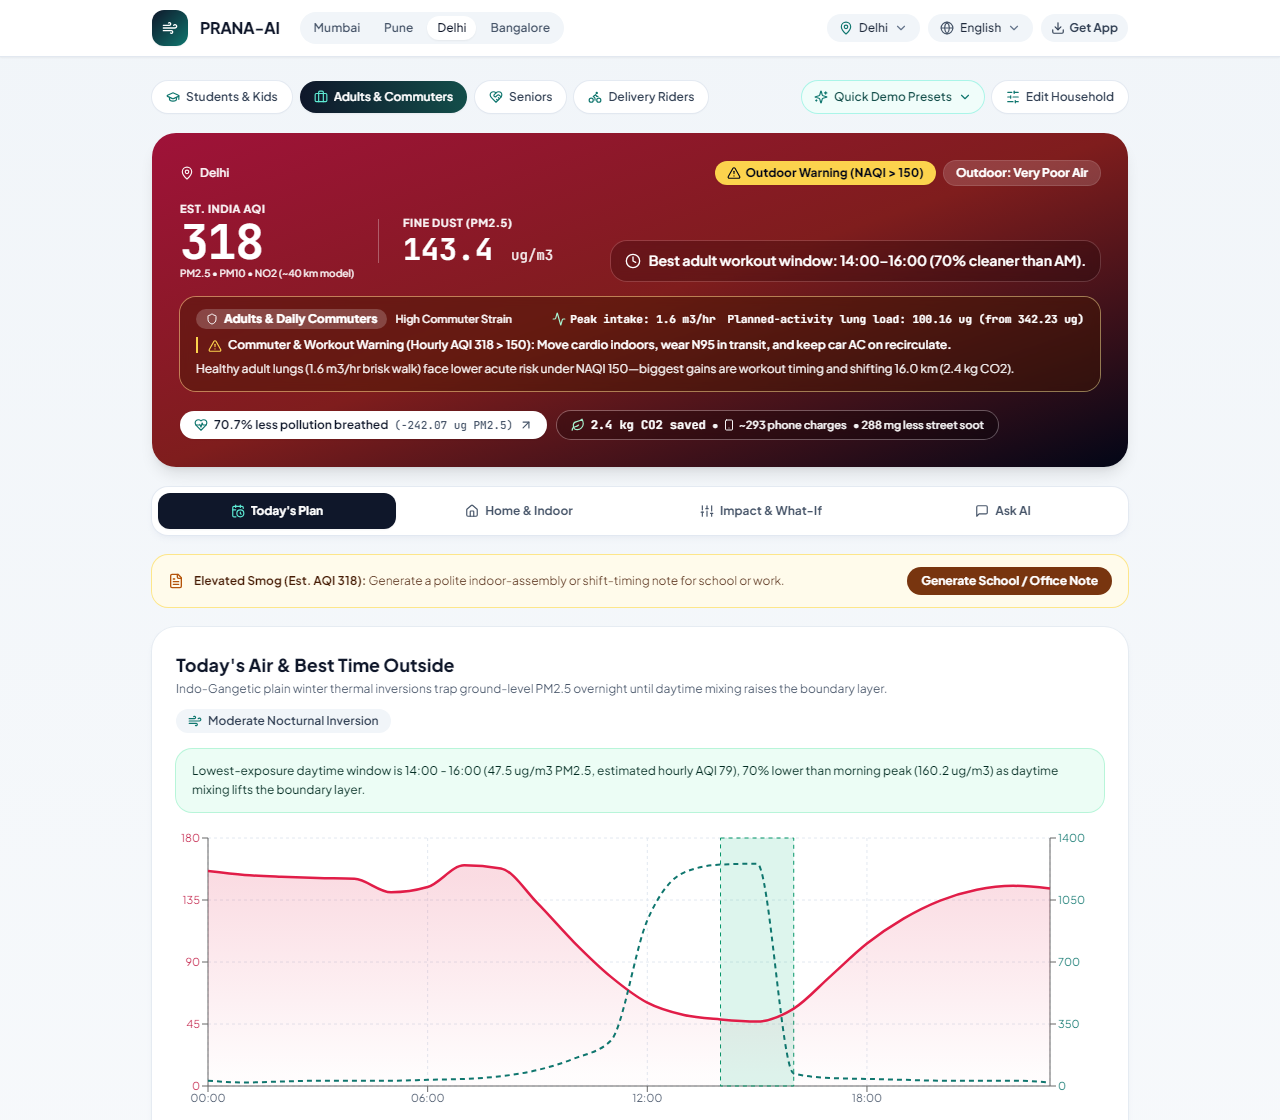 PRANA-AI
Mumbai Pune Delhi Bangalore
Delhi English Get App
Students & Kids Adults & Commuters Seniors Delivery Riders
Quick Demo Presets Edit Household
Delhi
Outdoor Warning (NAQI > 150) Outdoor: Very Poor Air
EST. INDIA AQI
318
PM2.5 • PM10 • NO2 (~40 km model)
FINE DUST (PM2.5)
143.4 ug/m3
Best adult workout window: 14:00–16:00 (70% cleaner than AM).
Adults & Daily Commuters High Commuter Strain
Peak intake: 1.6 m3/hr Planned-activity lung load: 100.16 ug (from 342.23 ug)
Commuter & Workout Warning (Hourly AQI 318 > 150): Move cardio indoors, wear N95 in transit, and keep car AC on recirculate.
Healthy adult lungs (1.6 m3/hr brisk walk) face lower acute risk under NAQI 150—biggest gains are workout timing and shifting 16.0 km (2.4 kg CO2).
70.7% less pollution breathed (-242.07 ug PM2.5)
2.4 kg CO2 saved • ~293 phone charges • 288 mg less street soot
Today's Plan Home & Indoor Impact & What-If Ask AI
Elevated Smog (Est. AQI 318): Generate a polite indoor-assembly or shift-timing note for school or work.
Generate School / Office Note
Today's Air & Best Time Outside
Indo-Gangetic plain winter thermal inversions trap ground-level PM2.5 overnight until daytime mixing raises the boundary layer.
Moderate Nocturnal Inversion
Lowest-exposure daytime window is 14:00 - 16:00 (47.5 ug/m3 PM2.5, estimated hourly AQI 79), 70% lower than morning peak (160.2 ug/m3) as daytime
mixing lifts the boundary layer.
180 1400
135 1050
90 700
45 350
0 0
00:00 06:00 12:00 18:00